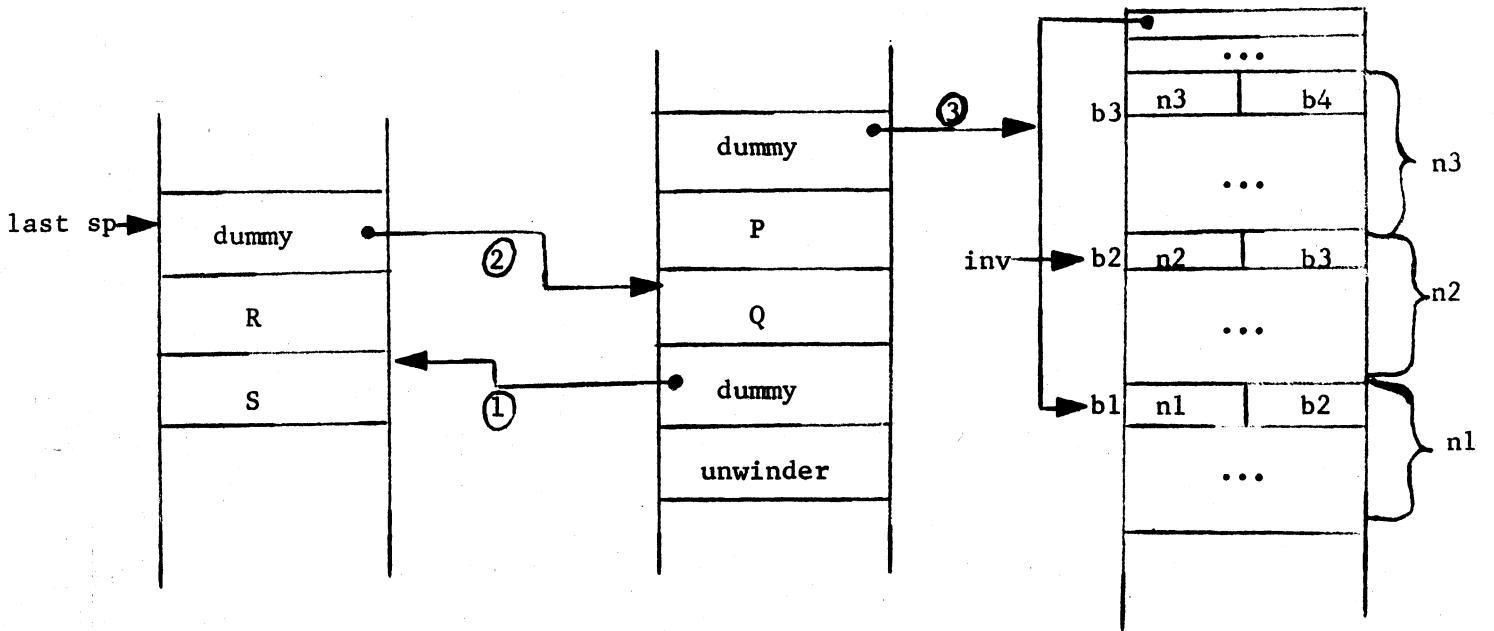 last sp
dummy
R
S
②
①
dummy
P
Q
dummy
unwinder
③
inv
...
b3 n3 b4
...
n3
b2 n2 b3
...
n2
b1 n1 b2
...
n1